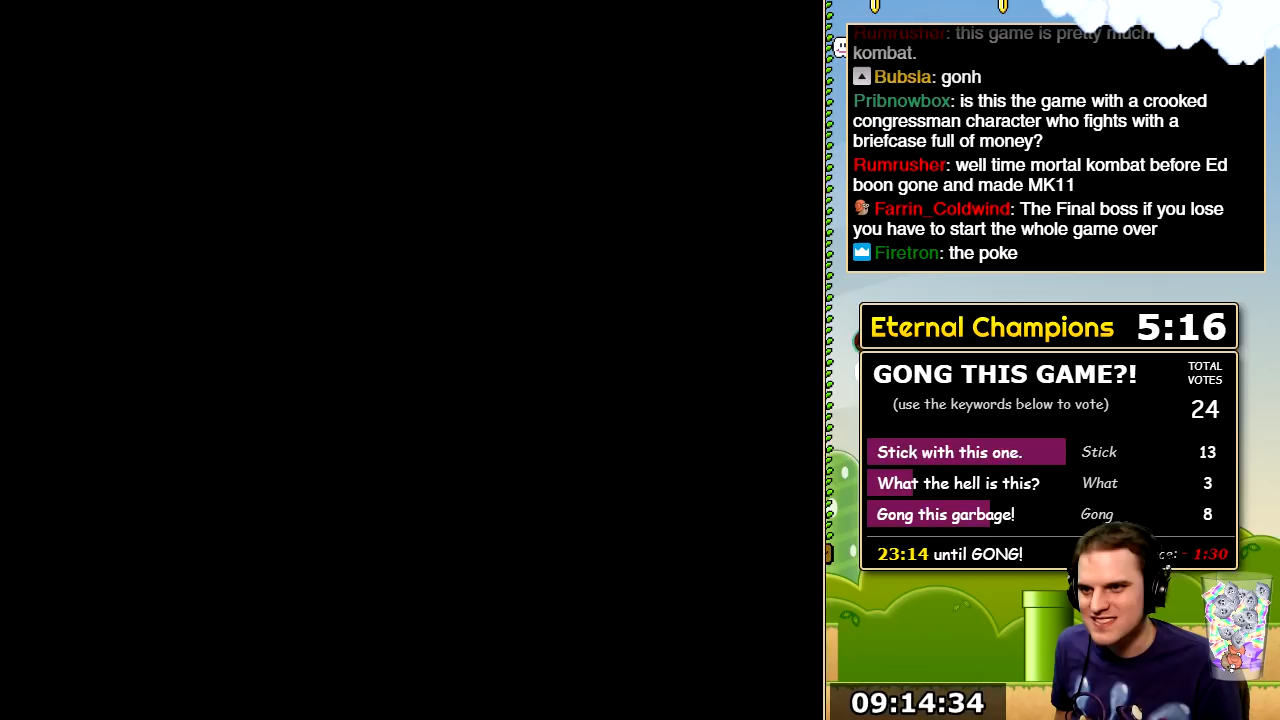 Rumrusher: this game is pretty much
kombat.
Bubsla: gonh
Pribnowbox: is this the game with a crooked
congressman character who fights with a
briefcase full of money?
Rumrusher: well time mortal kombat before Ed
boon gone and made MK11
Farrin_Coldwind: The Final boss if you lose
you have to start the whole game over
Firetron: the poke
Eternal Champions 5:16
GONG THIS GAME?! TOTAL
VOTES
(use the keywords below to vote) 24
Stick with this one. Stick 13
What the hell is this? What 3
Gong this garbage! Gong 8
23:14 until GONG! - 1:30
09:14:34